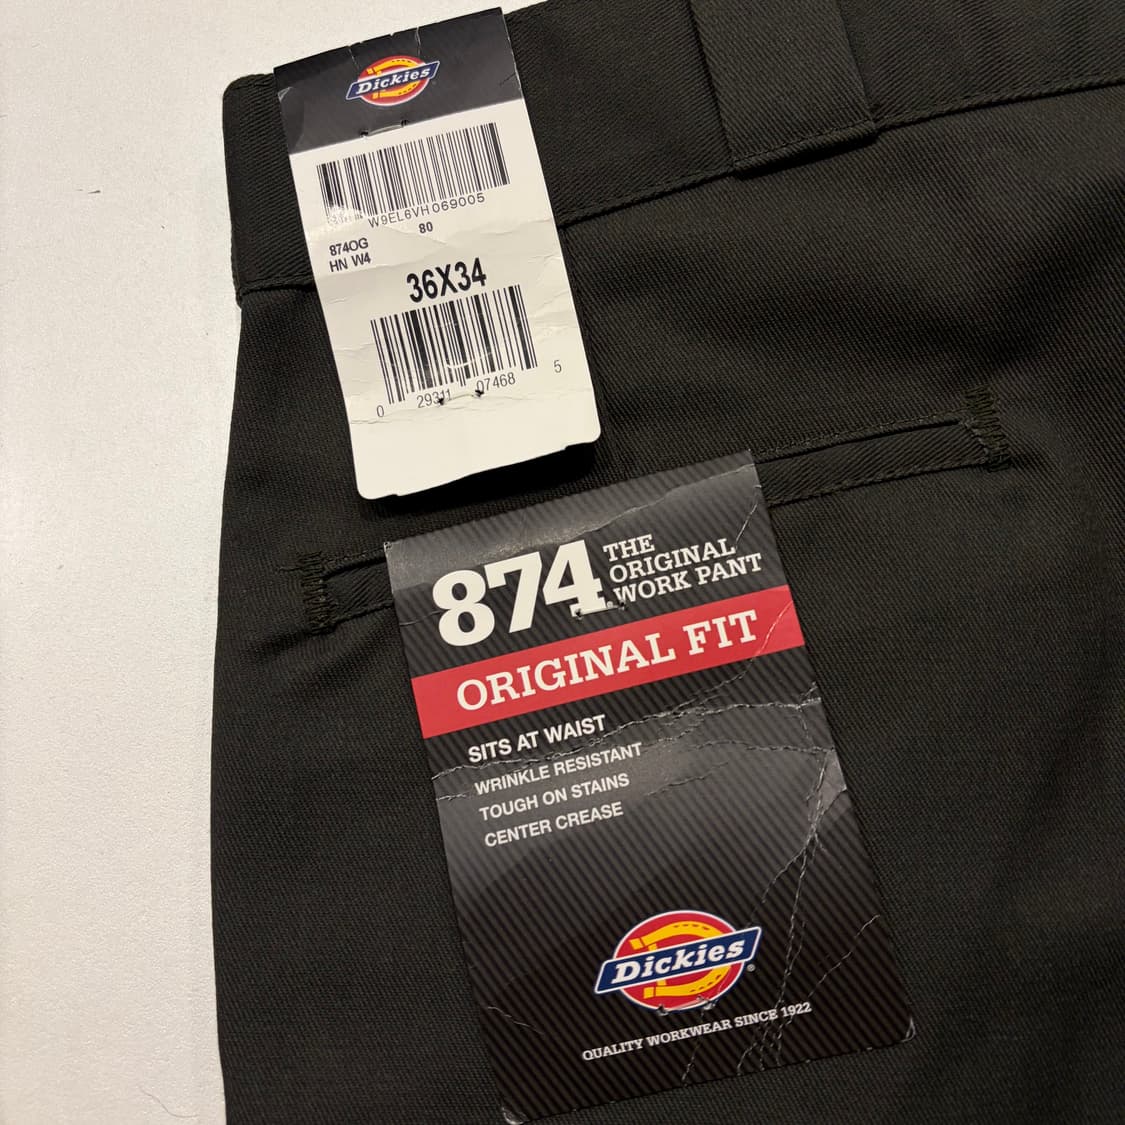 Dickies
W9EL6VH069005
874OG
80
HN W4
36X34
0 29311 07468 5
874
THE
ORIGINAL
WORK PANT
ORIGINAL FIT
SITS AT WAIST
WRINKLE RESISTANT
TOUGH ON STAINS
CENTER CREASE
Dickies®
QUALITY WORKWEAR SINCE 1922